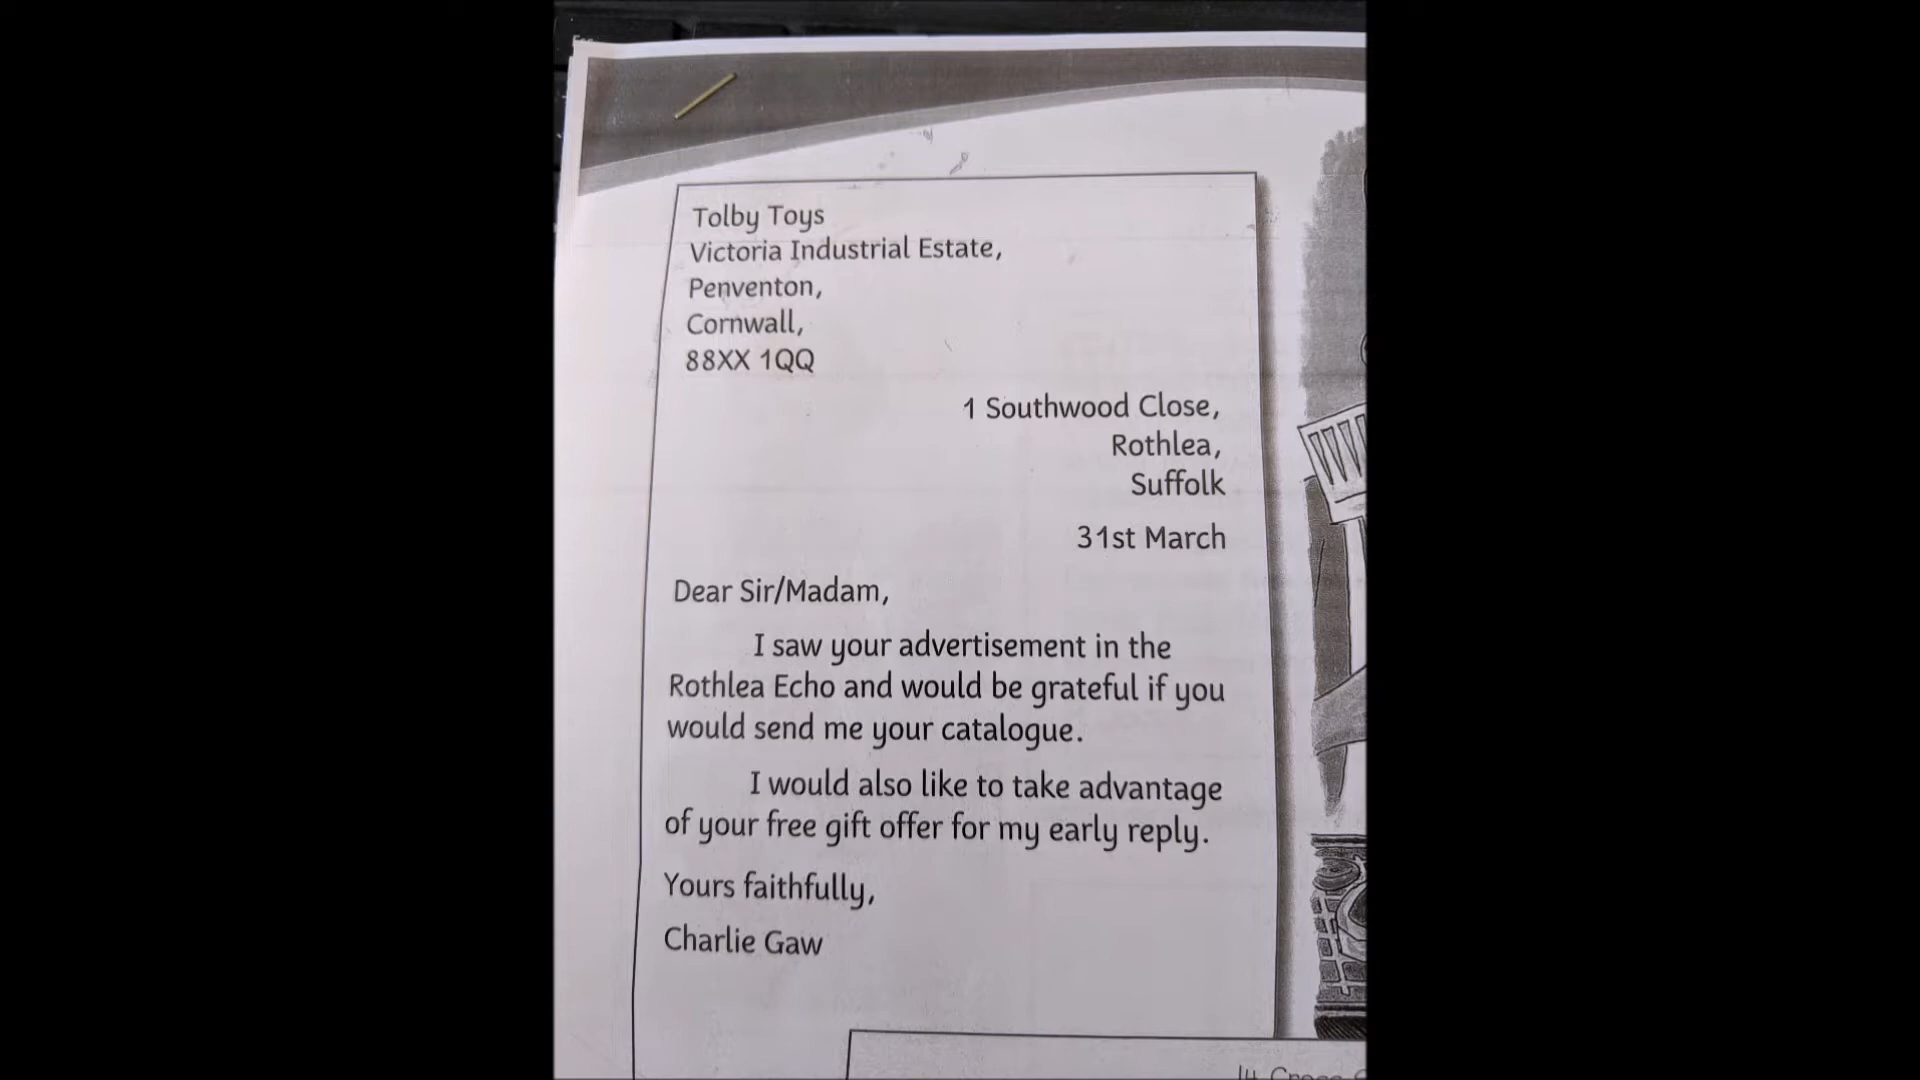 Tolby Toys
Victoria Industrial Estate,
Penventon,
Cornwall,
88XX 1QQ
1 Southwood Close,
Rothlea,
Suffolk
31st March
Dear Sir/Madam,
I saw your advertisement in the
Rothlea Echo and would be grateful if you
would send me your catalogue.
I would also like to take advantage
of your free gift offer for my early reply.
Yours faithfully,
Charlie Gaw